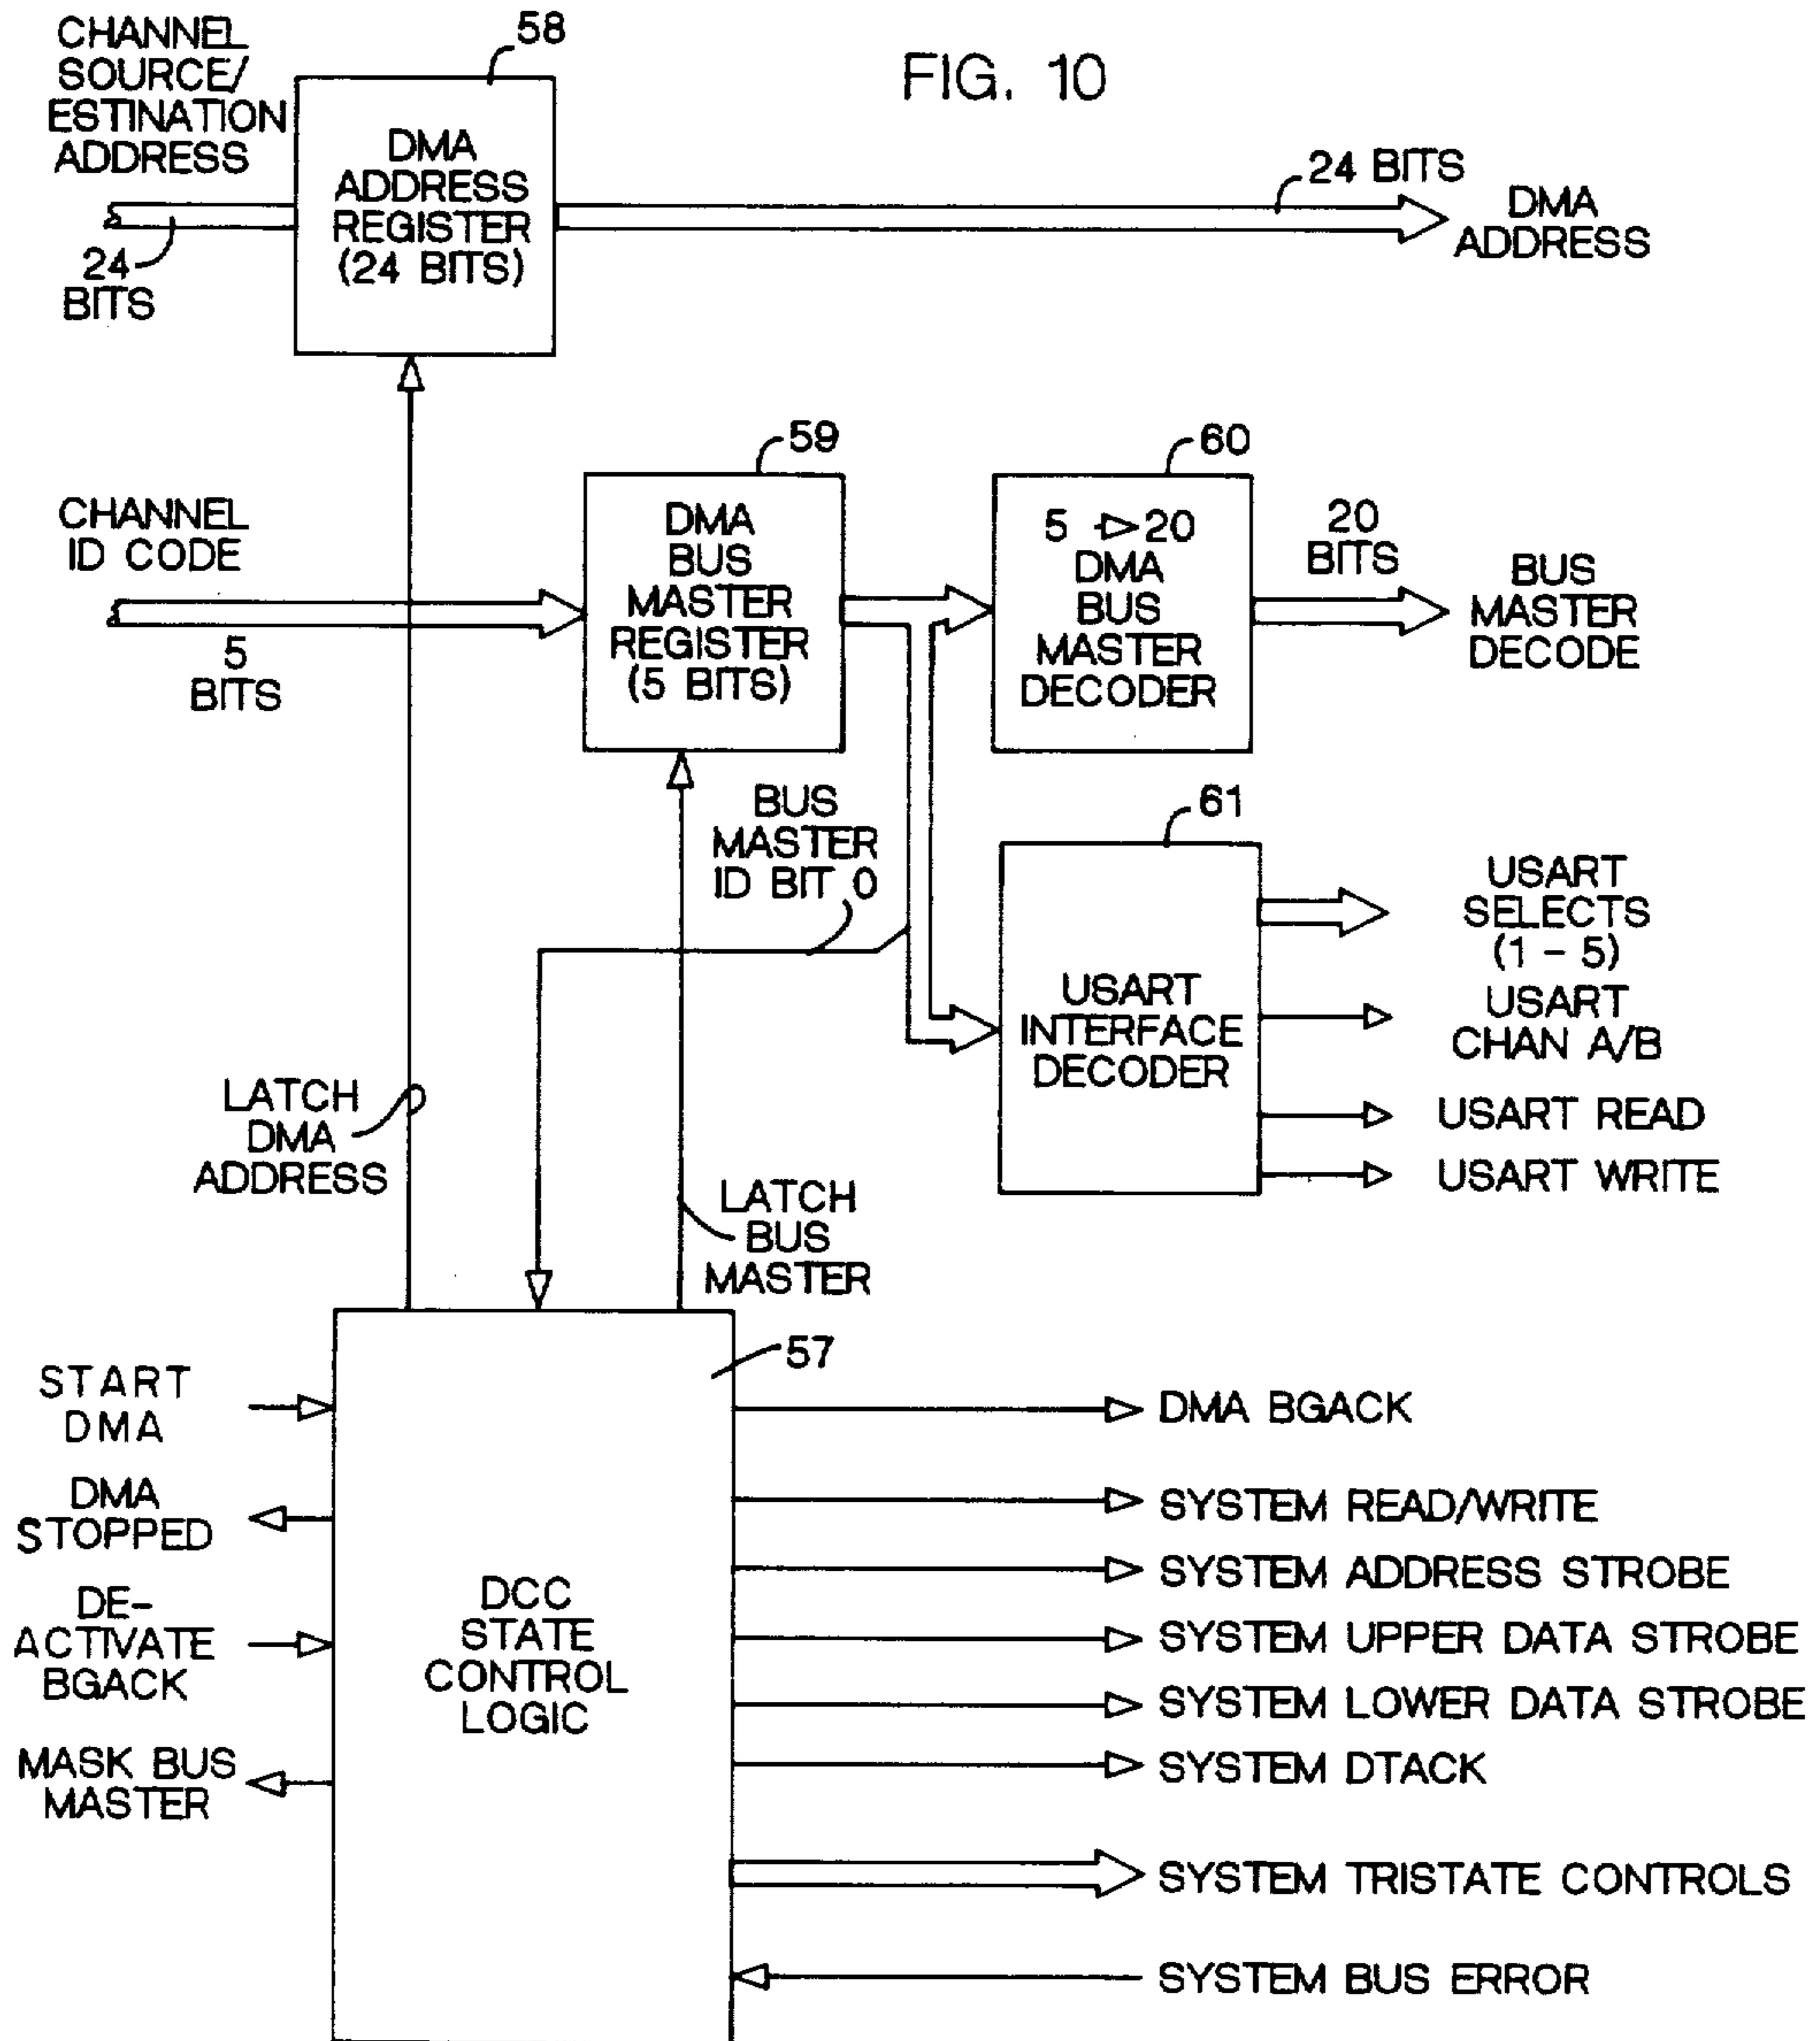 FIG. 10
CHANNEL
SOURCE/
ESTINATION
ADDRESS
24
BITS
58
DMA
ADDRESS
REGISTER
(24 BITS)
24 BITS
DMA
ADDRESS
CHANNEL
ID CODE
5
BITS
59
DMA
BUS
MASTER
REGISTER
(5 BITS)
60
5 → 20
DMA
BUS
MASTER
DECODER
20
BITS
BUS
MASTER
DECODE
BUS
MASTER
ID BIT 0
61
USART
INTERFACE
DECODER
USART
SELECTS
(1 - 5)
USART
CHAN A/B
USART READ
USART WRITE
LATCH
DMA
ADDRESS
LATCH
BUS
MASTER
57
DCC
STATE
CONTROL
LOGIC
START
DMA
DMA
STOPPED
DE-
ACTIVATE
BGACK
MASK BUS
MASTER
DMA BGACK
SYSTEM READ/WRITE
SYSTEM ADDRESS STROBE
SYSTEM UPPER DATA STROBE
SYSTEM LOWER DATA STROBE
SYSTEM DTACK
SYSTEM TRISTATE CONTROLS
SYSTEM BUS ERROR